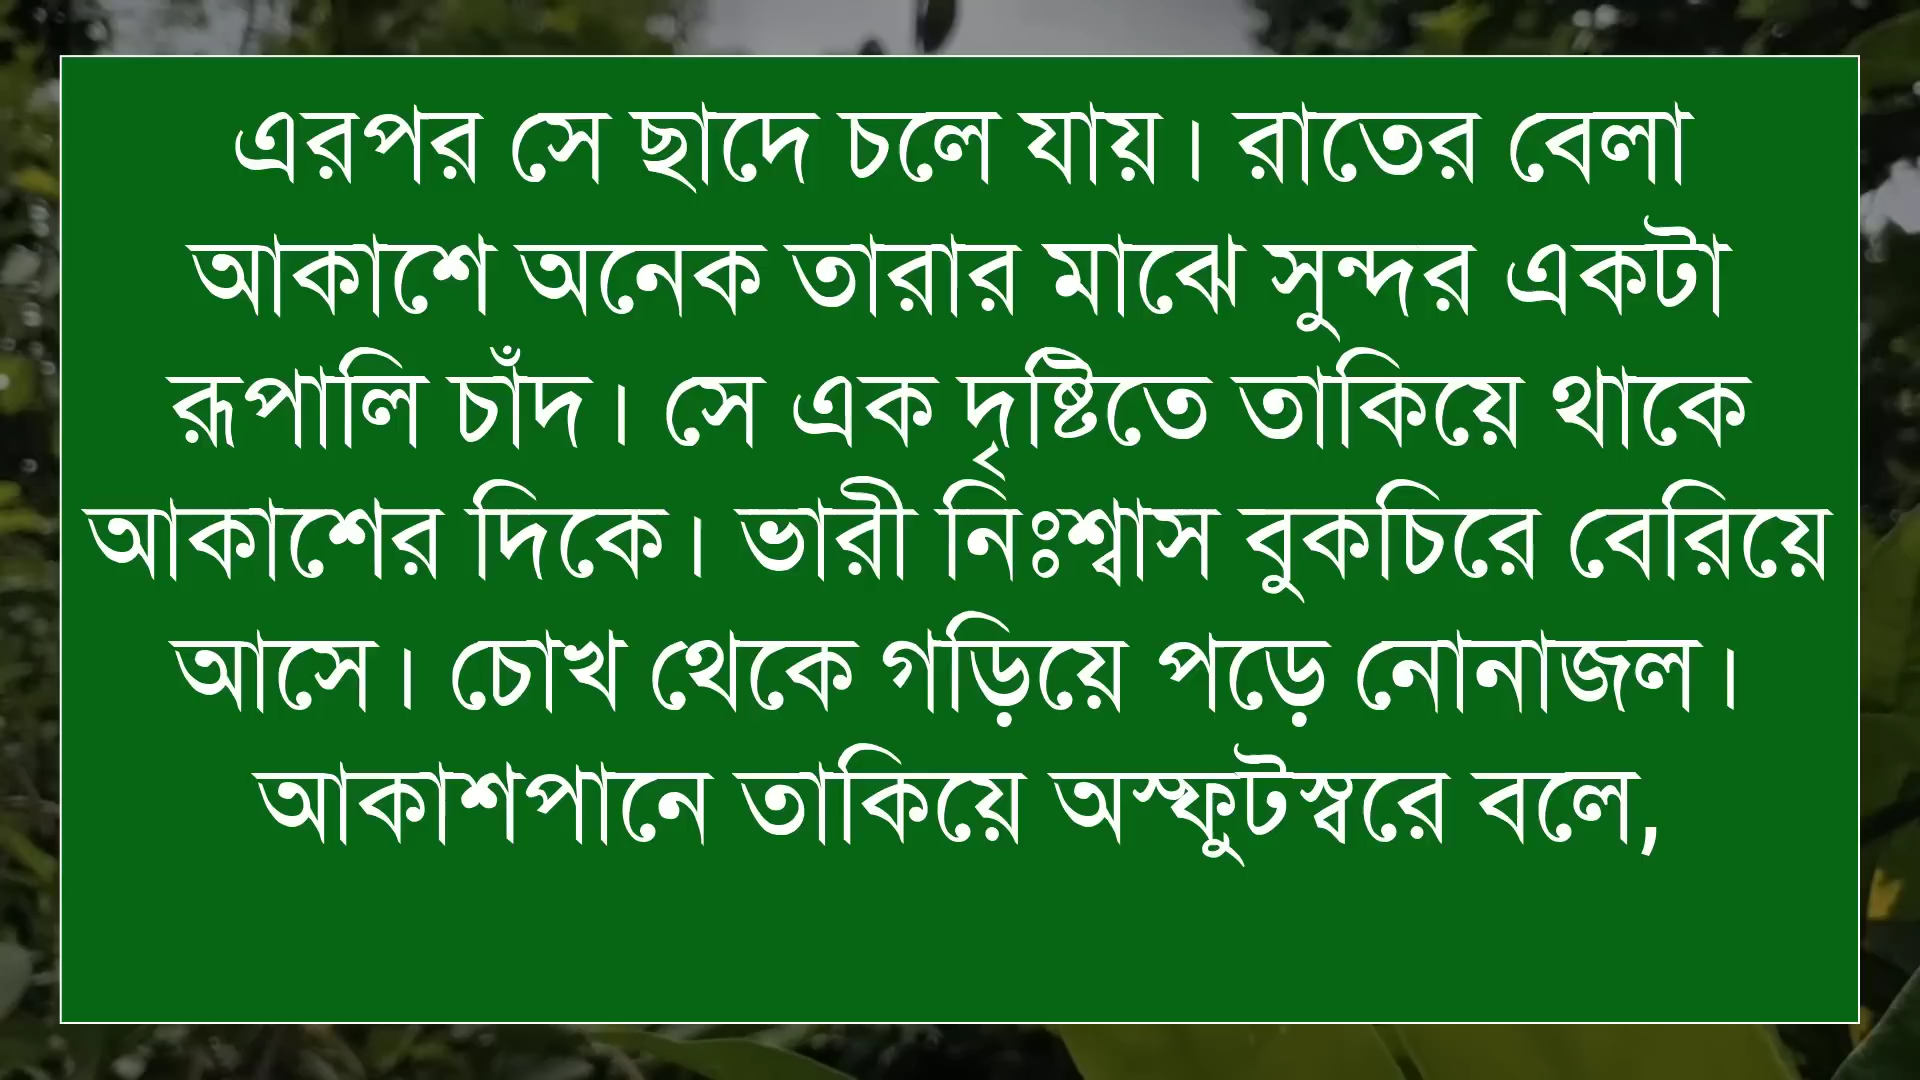 এরপর সে ছাদে চলে যায়। রাতের বেলা
আকাশে অনেক তারার মাঝে সুন্দর একটা
রূপালি চাঁদ। সে এক দৃষ্টিতে তাকিয়ে থাকে
আকাশের দিকে। ভারী নিঃশ্বাস বুকচিরে বেরিয়ে
আসে। চোখ থেকে গড়িয়ে পড়ে নোনাজল।
আকাশপানে তাকিয়ে অস্ফুটস্বরে বলে,